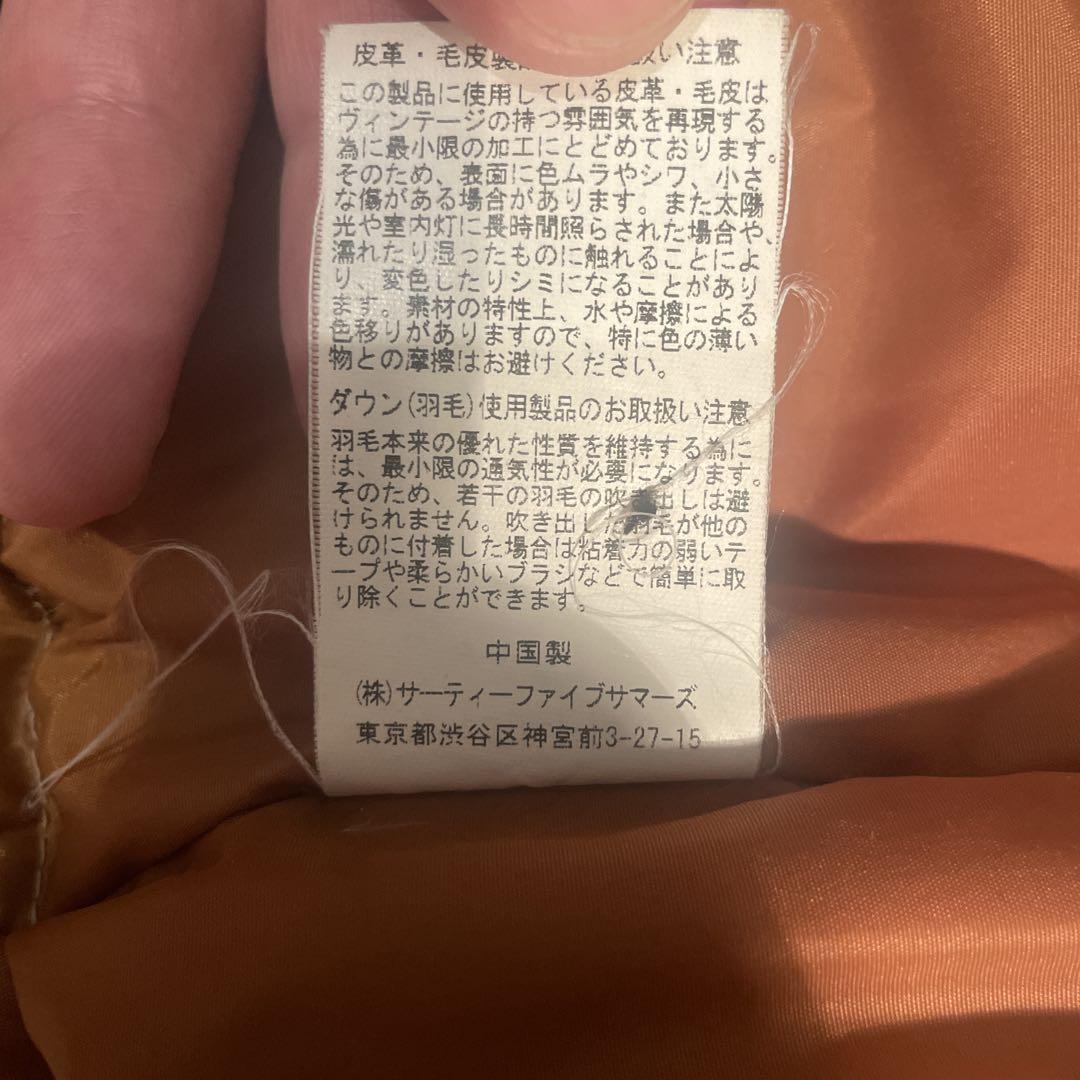 皮革・毛皮製 扱い注意
この製品に使用している皮革・毛皮は
ヴィンテージの持つ雰囲気を再現する
為に最小限の加工にとどめております。
そのため、表面に色ムラやシワ、小さ
な傷がある場合があります。また太陽
光や室内灯に長時間照らされた場合や、
濡れたり湿ったものに触れることによ
り、変色したりシミになることがあり
ます。素材の特性上、水や摩擦による
色移りがありますので、特に色の薄い
物との摩擦はお避けください。
ダウン(羽毛)使用製品のお取扱い注意
羽毛本来の優れた性質を維持する為に
は、最小限の通気性が必要になります。
そのため、若干の羽毛の吹き出しは避
けられません。吹き出した羽毛が他の
ものに付着した場合は粘着力の弱いテ
ープや柔らかいブラシなどで簡単に取
り除くことができます。
中国製
(株)サーティーファイブサマーズ
東京都渋谷区神宮前3-27-15